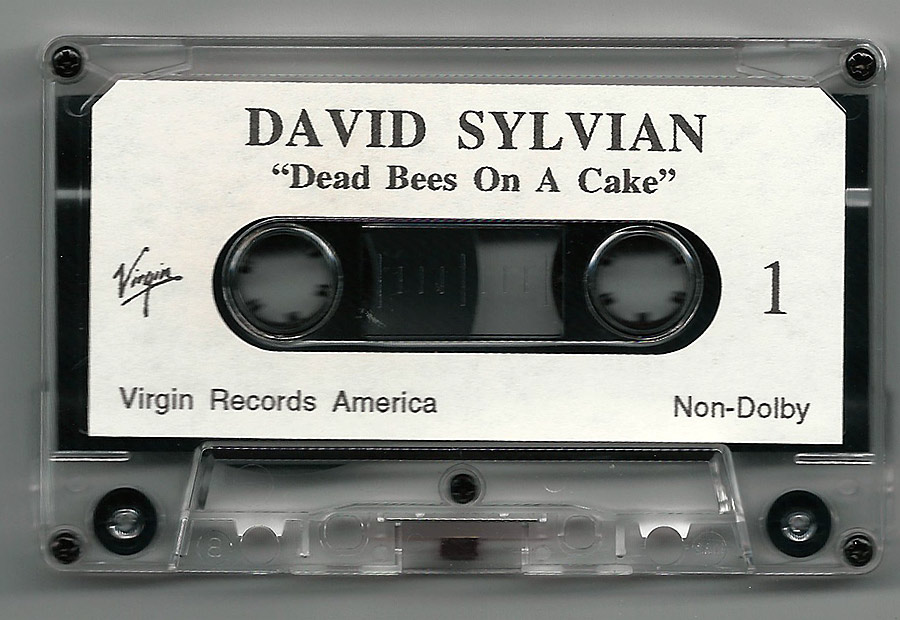 DAVID SYLVIAN
“Dead Bees On A Cake”
Virgin
1
Virgin Records America
Non-Dolby